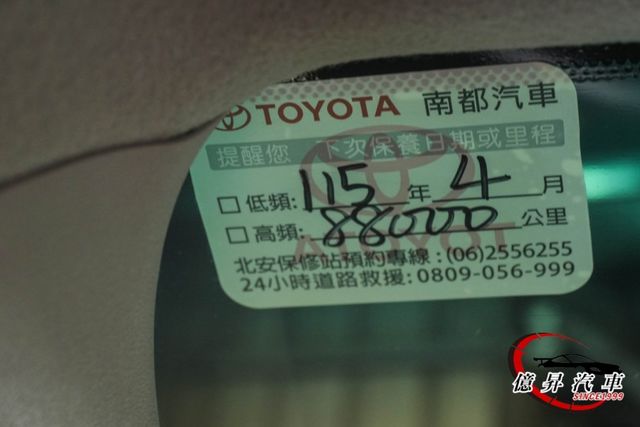 TOYOTA 南都汽車
提醒您 下次保養日期或里程
□ 低頻: 115 年 4 月
□ 高頻: 88000 公里
北安保修站預約專線:(06)2556255
24小時道路救援:0809-056-999
TOYOTA
億昇汽車
SINCE1999